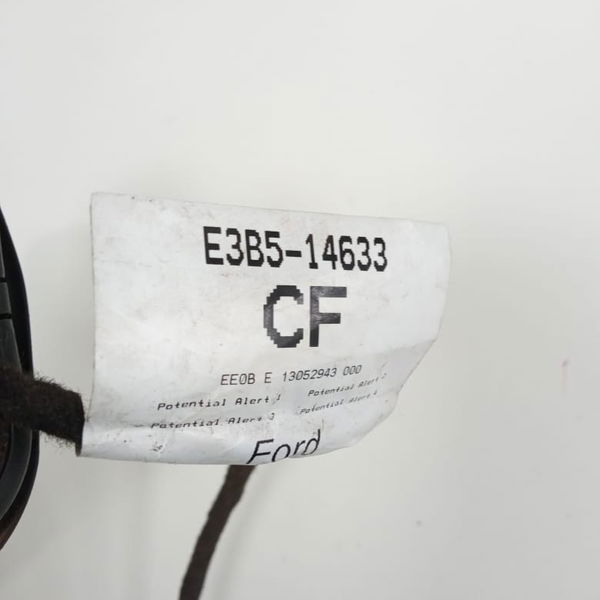 E3B5-14633
CF
EE0B E 13052943 000
Potential Alert 1 Potential Alert 2
Potential Alert 3 Potential Alert 4
Ford